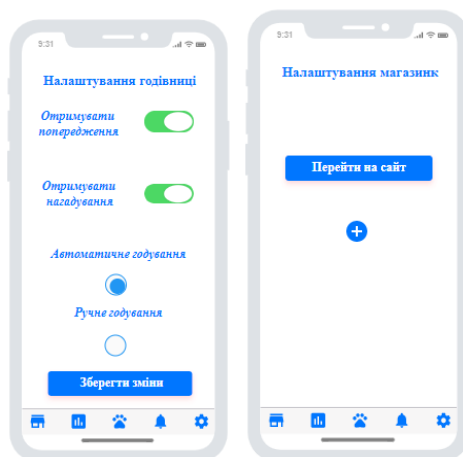 9:31
Налаштування годівниці
Отримувати
попередження
Отримувати
нагадування
Автоматичне годування
Ручне годування
Зберегти зміни
9:31
Налаштування магазинк
Перейти на сайт